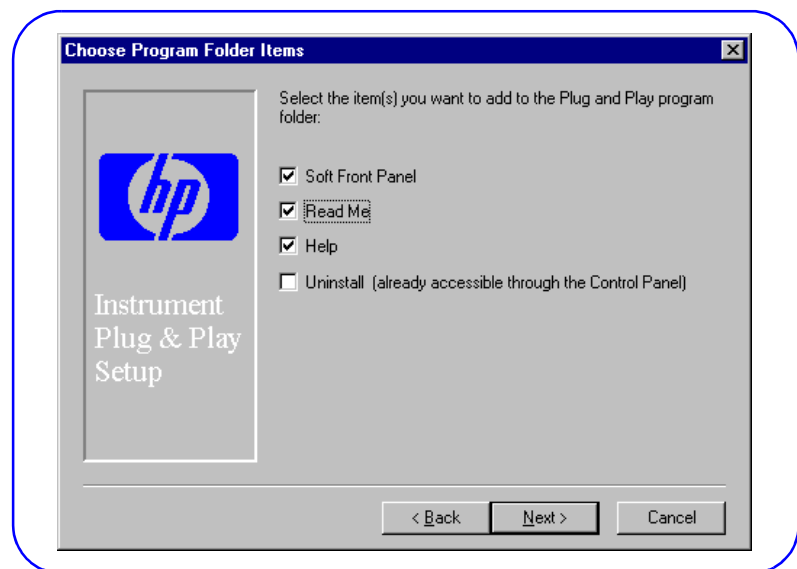 Choose Program Folder Items
Select the item(s) you want to add to the Plug and Play program
folder:
hp
Soft Front Panel
Read Me
Help
Uninstall (already accessible through the Control Panel)
Instrument
Plug & Play
Setup
< Back
Next >
Cancel